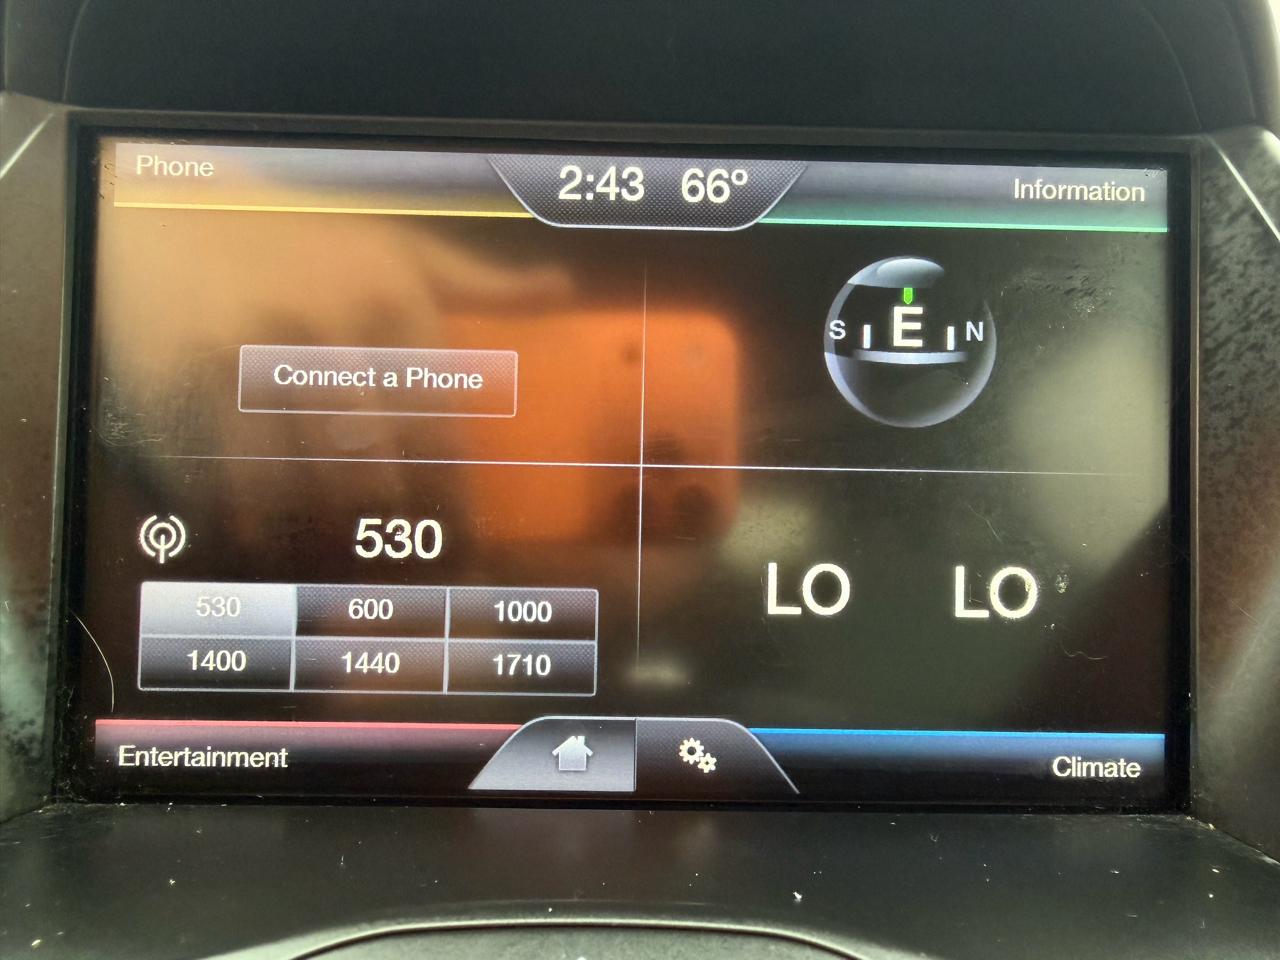 Phone
2:43 66°
Information
Connect a Phone
S E N
530
530 600 1000
1400 1440 1710
LO LO
Entertainment
Climate